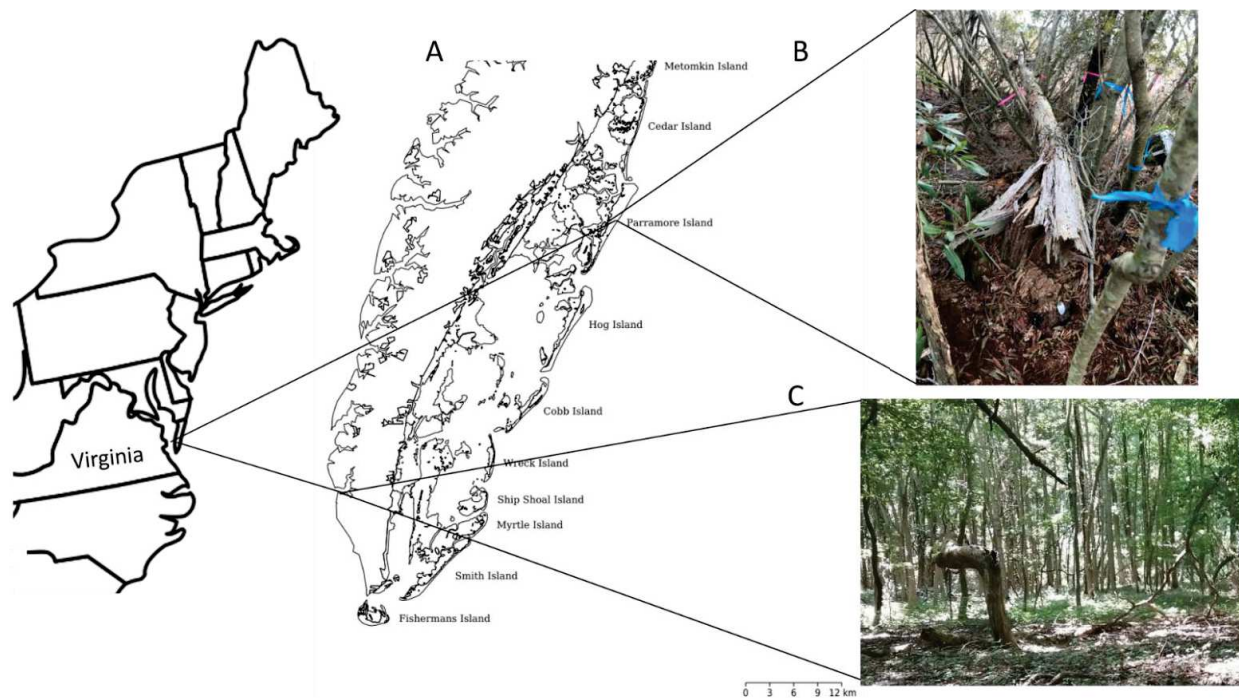 A
B
Metomkin Island
Cedar Island
Parramore Island
Hog Island
C
Cobb Island
Virginia
Wreck Island
Ship Shoal Island
Myrtle Island
Smith Island
Fishermans Island
0 3 6 9 12 km